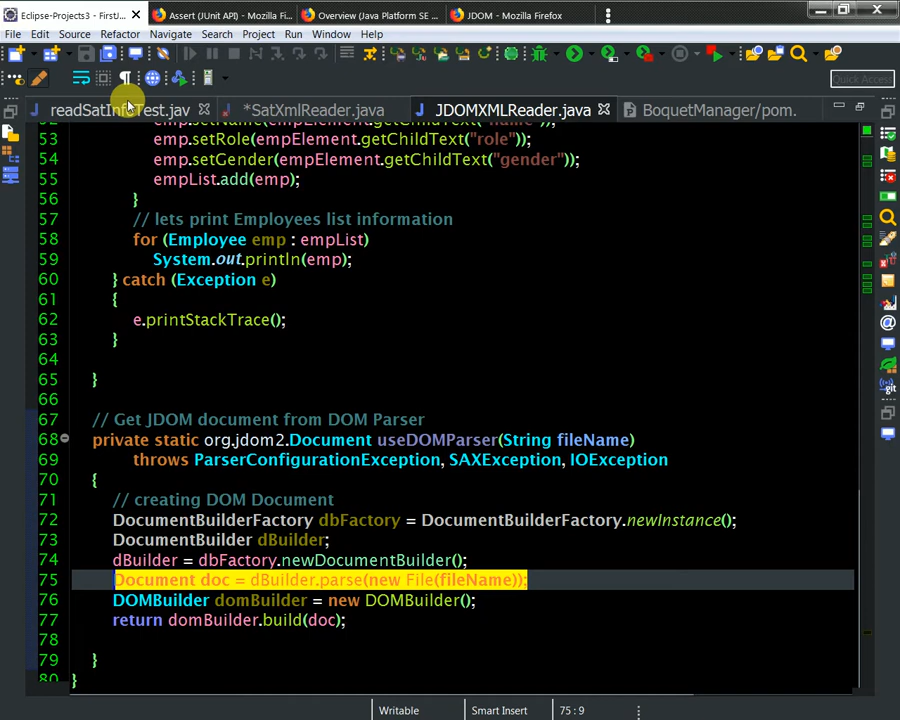 Eclipse-Projects3 - FirstJ... Assert (JUnit API) - Mozilla Fi... Overview (Java Platform SE ... JDOM - Mozilla Firefox
File Edit Source Refactor Navigate Search Project Run Window Help
Quick Access
readSatInfoTest.jav *SatXmlReader.java JDOMXMLReader.java BoquetManager/pom.
53 emp.setRole(empElement.getChildText("role"));
54 emp.setGender(empElement.getChildText("gender"));
55 empList.add(emp);
56 }
57 // lets print Employees list information
58 for (Employee emp : empList)
59 System.out.println(emp);
60 } catch (Exception e)
61 {
62 e.printStackTrace();
63 }
64
65 }
66
67 // Get JDOM document from DOM Parser
68 private static org.jdom2.Document useDOMParser(String fileName)
69 throws ParserConfigurationException, SAXException, IOException
70 {
71 // creating DOM Document
72 DocumentBuilderFactory dbFactory = DocumentBuilderFactory.newInstance();
73 DocumentBuilder dBuilder;
74 dBuilder = dbFactory.newDocumentBuilder();
75 Document doc = dBuilder.parse(new File(fileName));
76 DOMBuilder domBuilder = new DOMBuilder();
77 return domBuilder.build(doc);
78
79 }
80 }
Writable Smart Insert 75 : 9